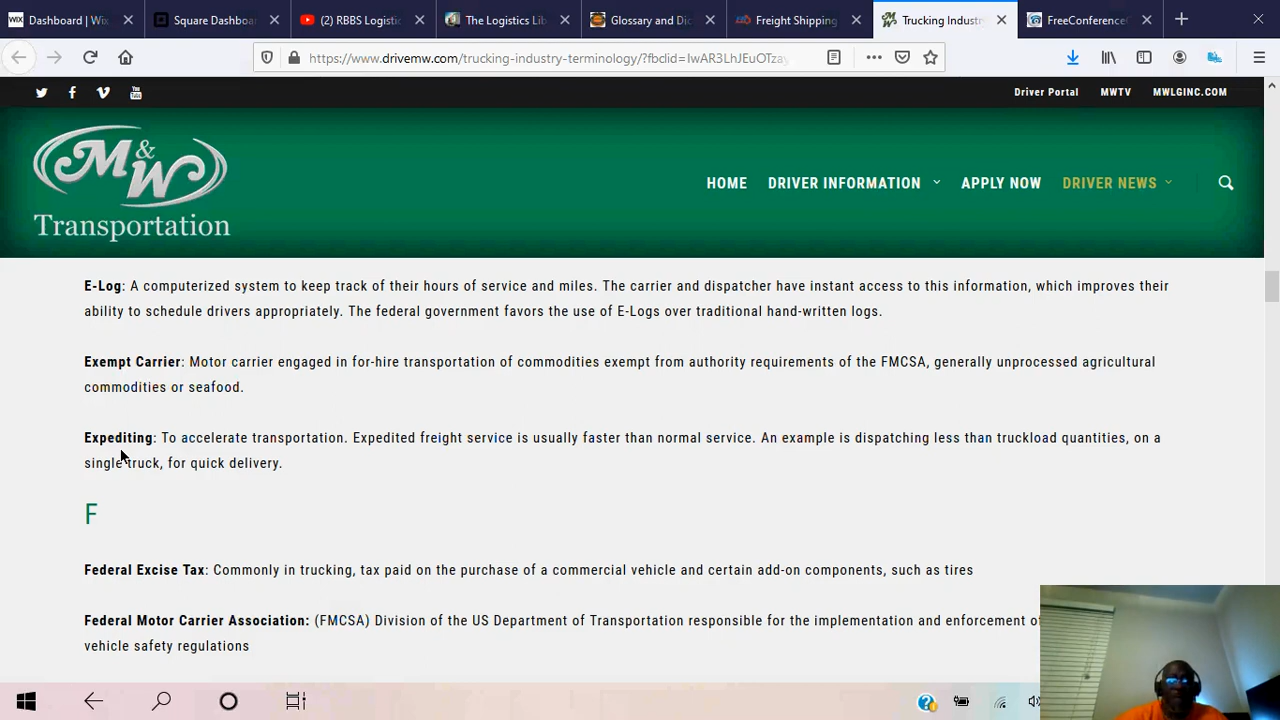 Dashboard | Wix
Square Dashboa
(2) RBBS Logistic
The Logistics Lib
Glossary and Dic
Freight Shipping
Trucking Industr
FreeConference
https://www.drivemw.com/trucking-industry-terminology/?fbclid=IwAR3LhJEuOTzay
Driver Portal MWTV MWLGINC.COM
M&W
Transportation
HOME DRIVER INFORMATION APPLY NOW DRIVER NEWS
E-Log: A computerized system to keep track of their hours of service and miles. The carrier and dispatcher have instant access to this information, which improves their
ability to schedule drivers appropriately. The federal government favors the use of E-Logs over traditional hand-written logs.
Exempt Carrier: Motor carrier engaged in for-hire transportation of commodities exempt from authority requirements of the FMCSA, generally unprocessed agricultural
commodities or seafood.
Expediting: To accelerate transportation. Expedited freight service is usually faster than normal service. An example is dispatching less than truckload quantities, on a
single truck, for quick delivery.
F
Federal Excise Tax: Commonly in trucking, tax paid on the purchase of a commercial vehicle and certain add-on components, such as tires
Federal Motor Carrier Association: (FMCSA) Division of the US Department of Transportation responsible for the implementation and enforcement of
vehicle safety regulations